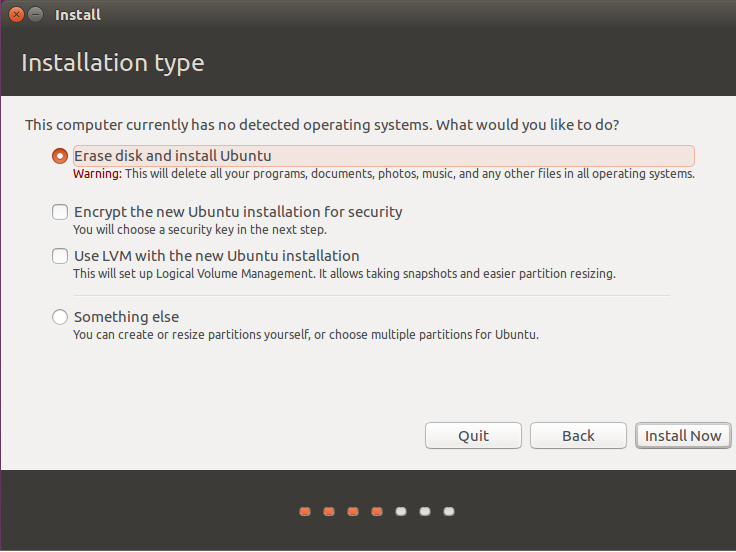 Install
Installation type
This computer currently has no detected operating systems. What would you like to do?
Erase disk and install Ubuntu
Warning: This will delete all your programs, documents, photos, music, and any other files in all operating systems.
Encrypt the new Ubuntu installation for security
You will choose a security key in the next step.
Use LVM with the new Ubuntu installation
This will set up Logical Volume Management. It allows taking snapshots and easier partition resizing.
Something else
You can create or resize partitions yourself, or choose multiple partitions for Ubuntu.
Quit
Back
Install Now